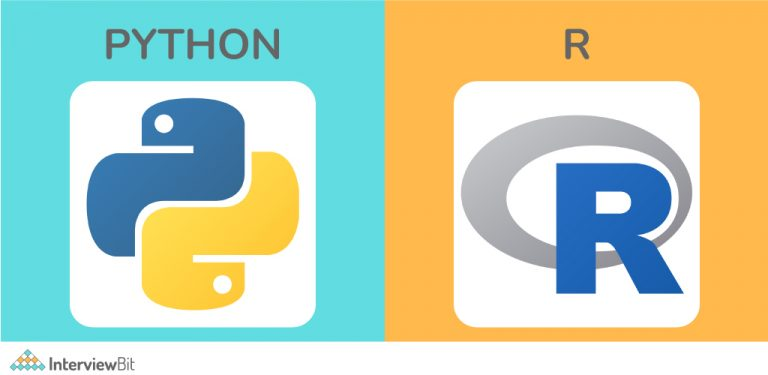 PYTHON
R
R
InterviewBit